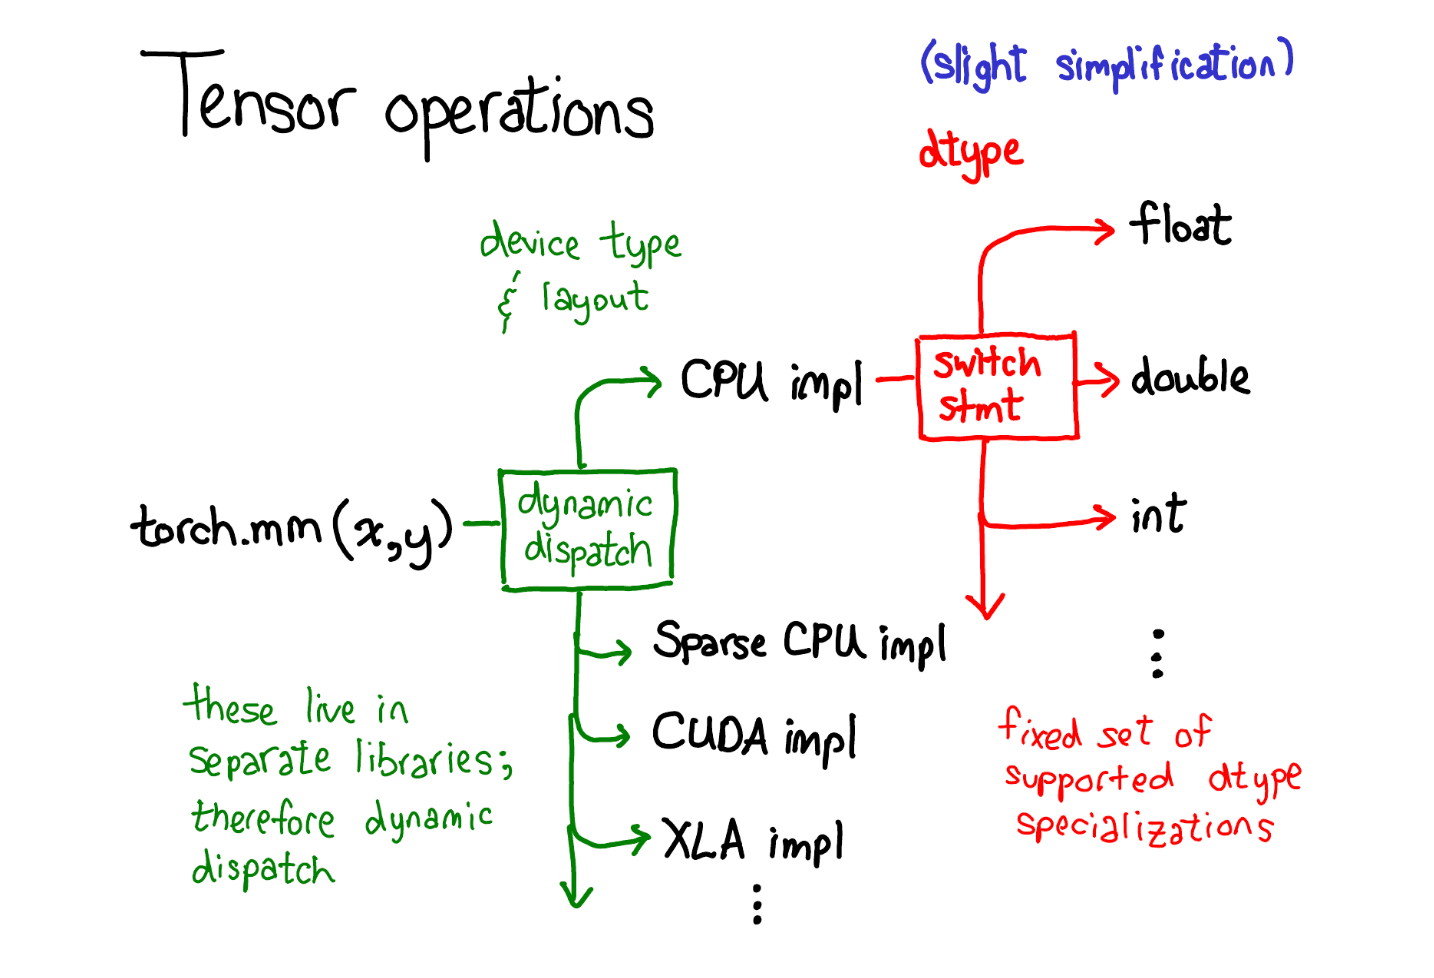 Tensor operations
(slight simplification)
dtype
device type
& layout
float
CPU impl
switch
stmt
double
torch.mm(x,y)
dynamic
dispatch
int
Sparse CPU impl
CUDA impl
XLA impl
⋮
⋮
these live in
separate libraries;
therefore dynamic
dispatch
fixed set of
supported dtype
specializations